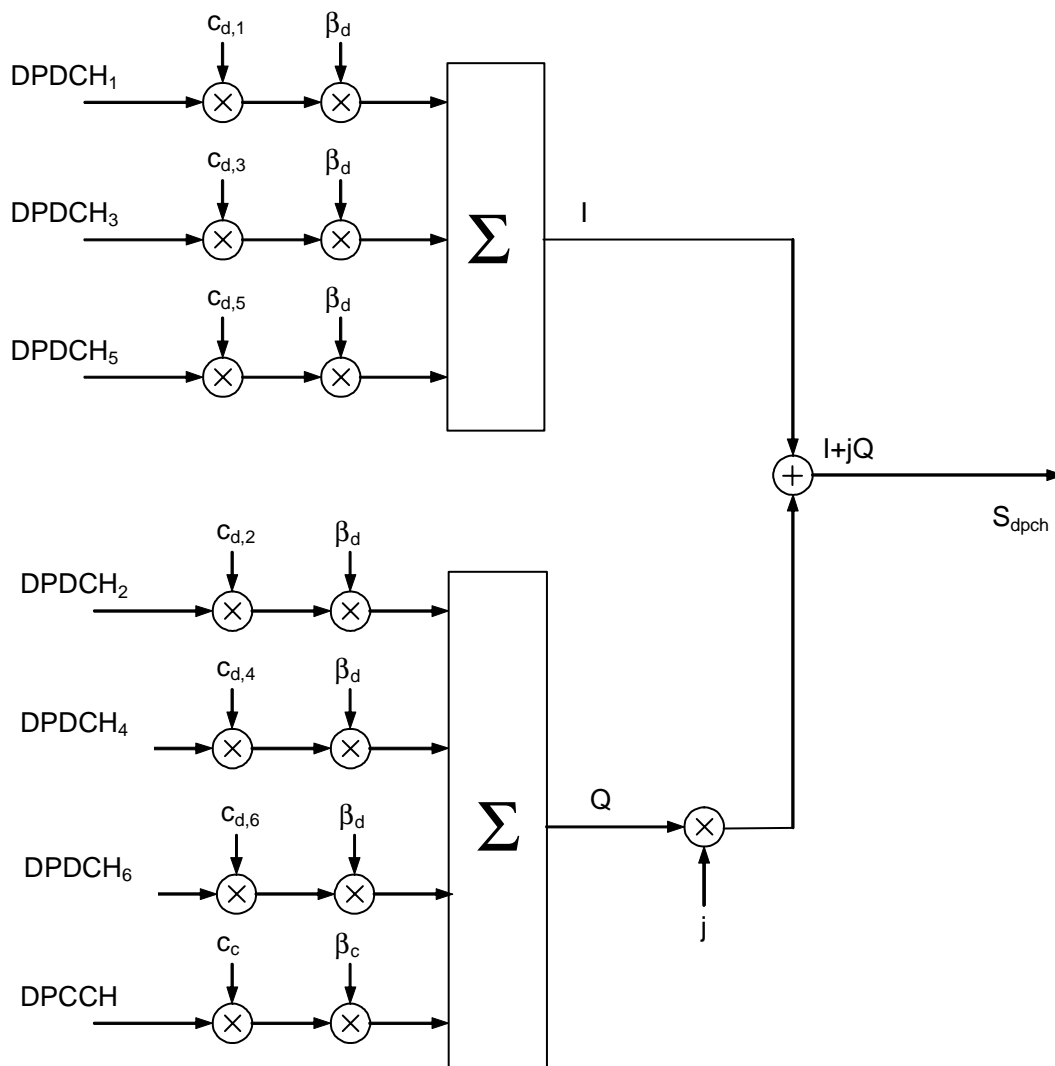 c_{d,1} β_d
DPDCH_1
c_{d,3} β_d
DPDCH_3
Σ I
c_{d,5} β_d
DPDCH_5
I+jQ
S_{dpch}
c_{d,2} β_d
DPDCH_2
c_{d,4} β_d
DPDCH_4
c_{d,6} β_d
Σ Q
DPDCH_6
j
c_c β_c
DPCCH